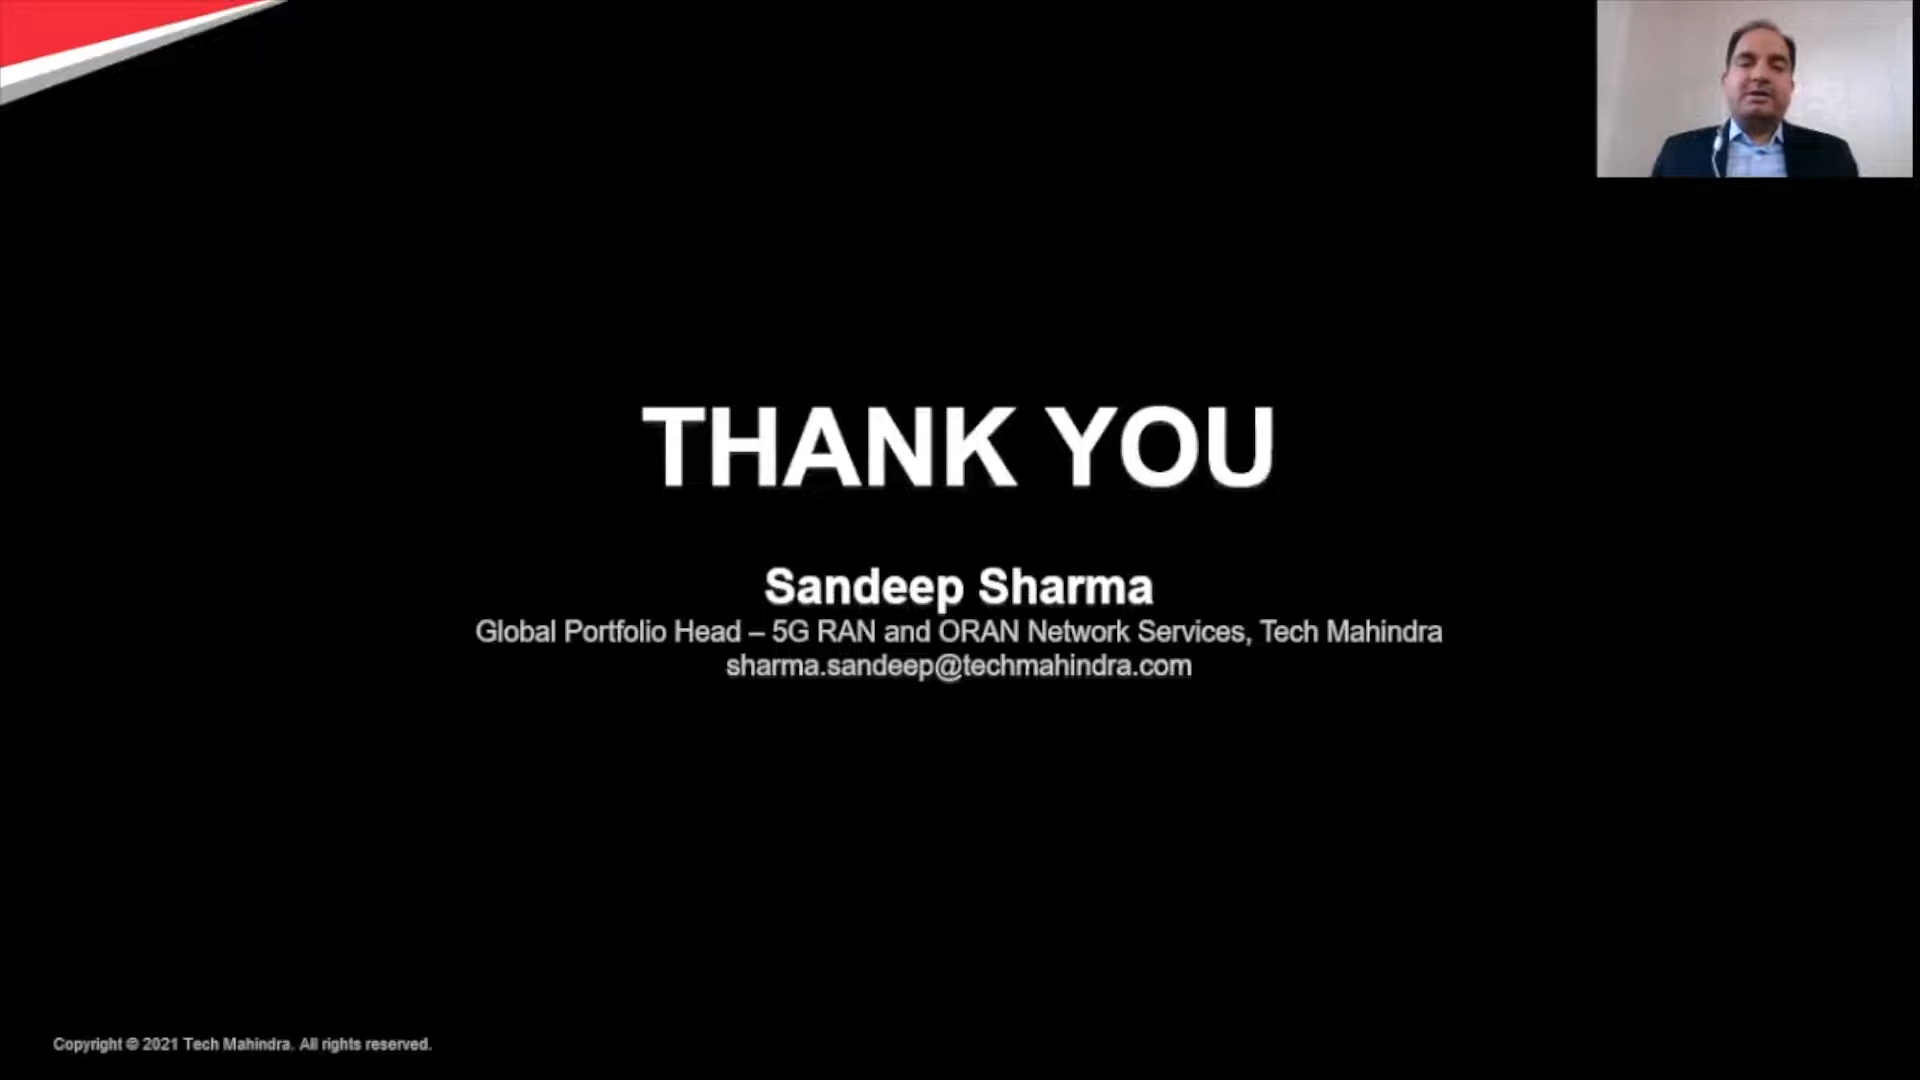 THANK YOU
Sandeep Sharma
Global Portfolio Head – 5G RAN and ORAN Network Services, Tech Mahindra
sharma.sandeep@techmahindra.com
Copyright © 2021 Tech Mahindra. All rights reserved.